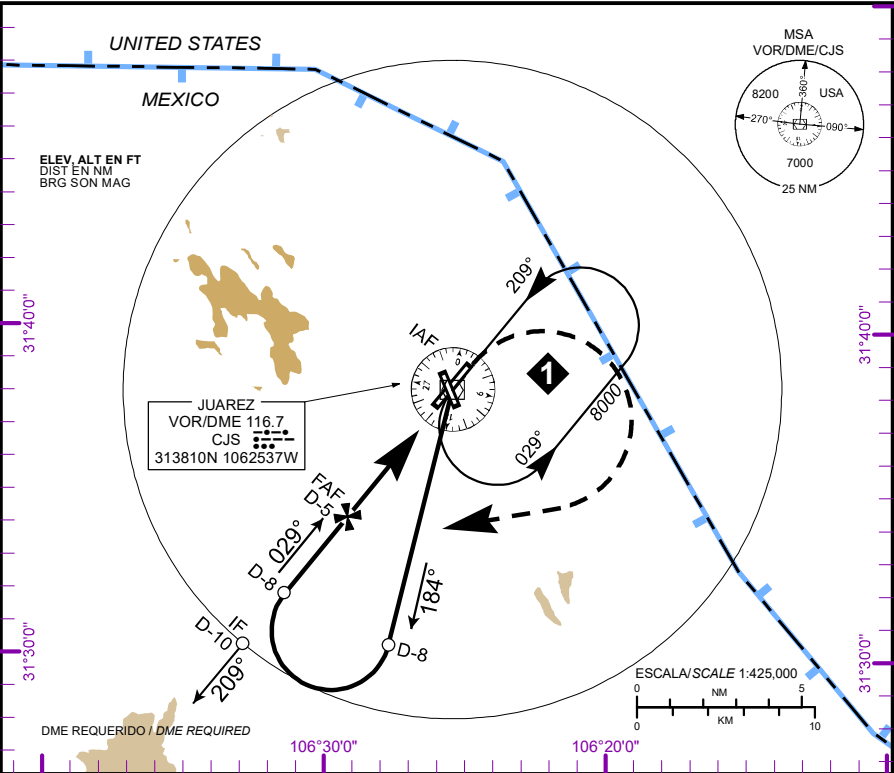 UNITED STATES
MEXICO
MSA
VOR/DME/CJS
8200
USA
360°
270°
090°
7000
25 NM
ELEV, ALT EN FT
DIST EN NM
BRG SON MAG
209°
31°40'0"
31°40'0"
IAF
0
27
9
1
8000
JUAREZ
VOR/DME 116.7
CJS
313810N 1062537W
029°
FAF
D-5
029°
D-8
184°
IF
D-10
D-8
209°
31°30'0"
31°30'0"
ESCALA/SCALE 1:425,000
0 NM 5
0 KM 10
DME REQUERIDO / DME REQUIRED
106°30'0"
106°20'0"